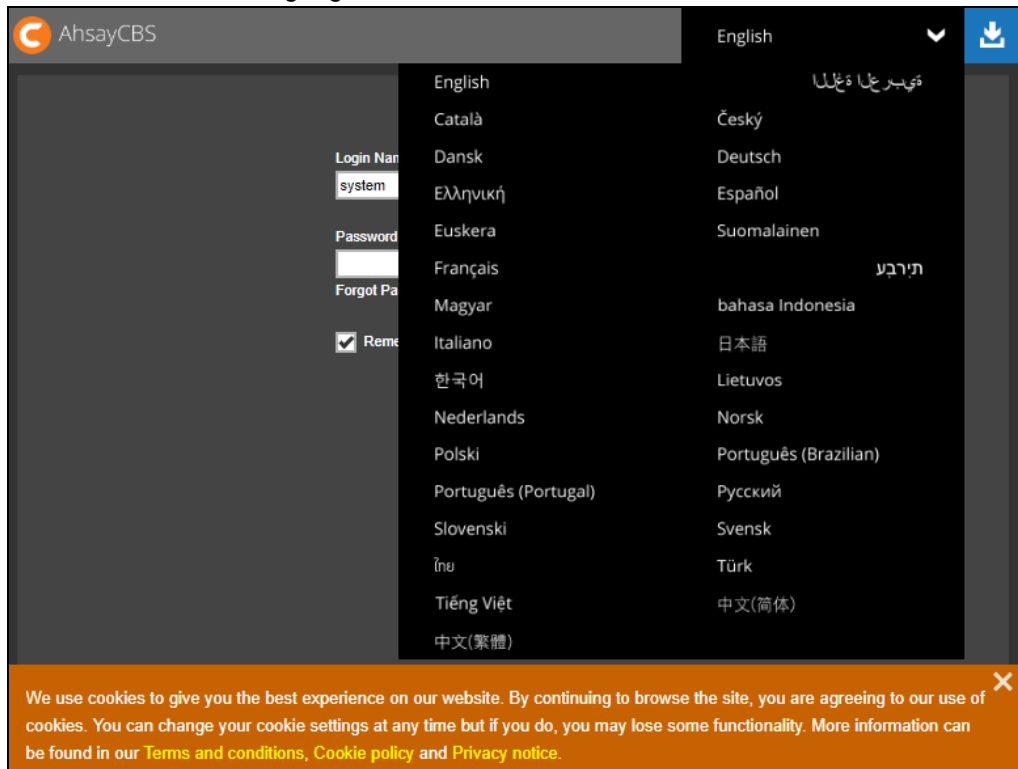 AhsayCBS
English
English
ةيبرعلا ةغللا
Català
Český
Login Nan
Dansk
Deutsch
system
Ελληνική
Español
Password
Euskera
Suomalainen
Français
תירבע
Forgot Pa
Magyar
bahasa Indonesia
Reme
Italiano
日本語
한국어
Lietuvos
Nederlands
Norsk
Polski
Português (Brazilian)
Português (Portugal)
Русский
Slovenski
Svensk
ไทย
Türk
Tiếng Việt
中文(简体)
中文(繁體)
We use cookies to give you the best experience on our website. By continuing to browse the site, you are agreeing to our use of
cookies. You can change your cookie settings at any time but if you do, you may lose some functionality. More information can
be found in our Terms and conditions, Cookie policy and Privacy notice.